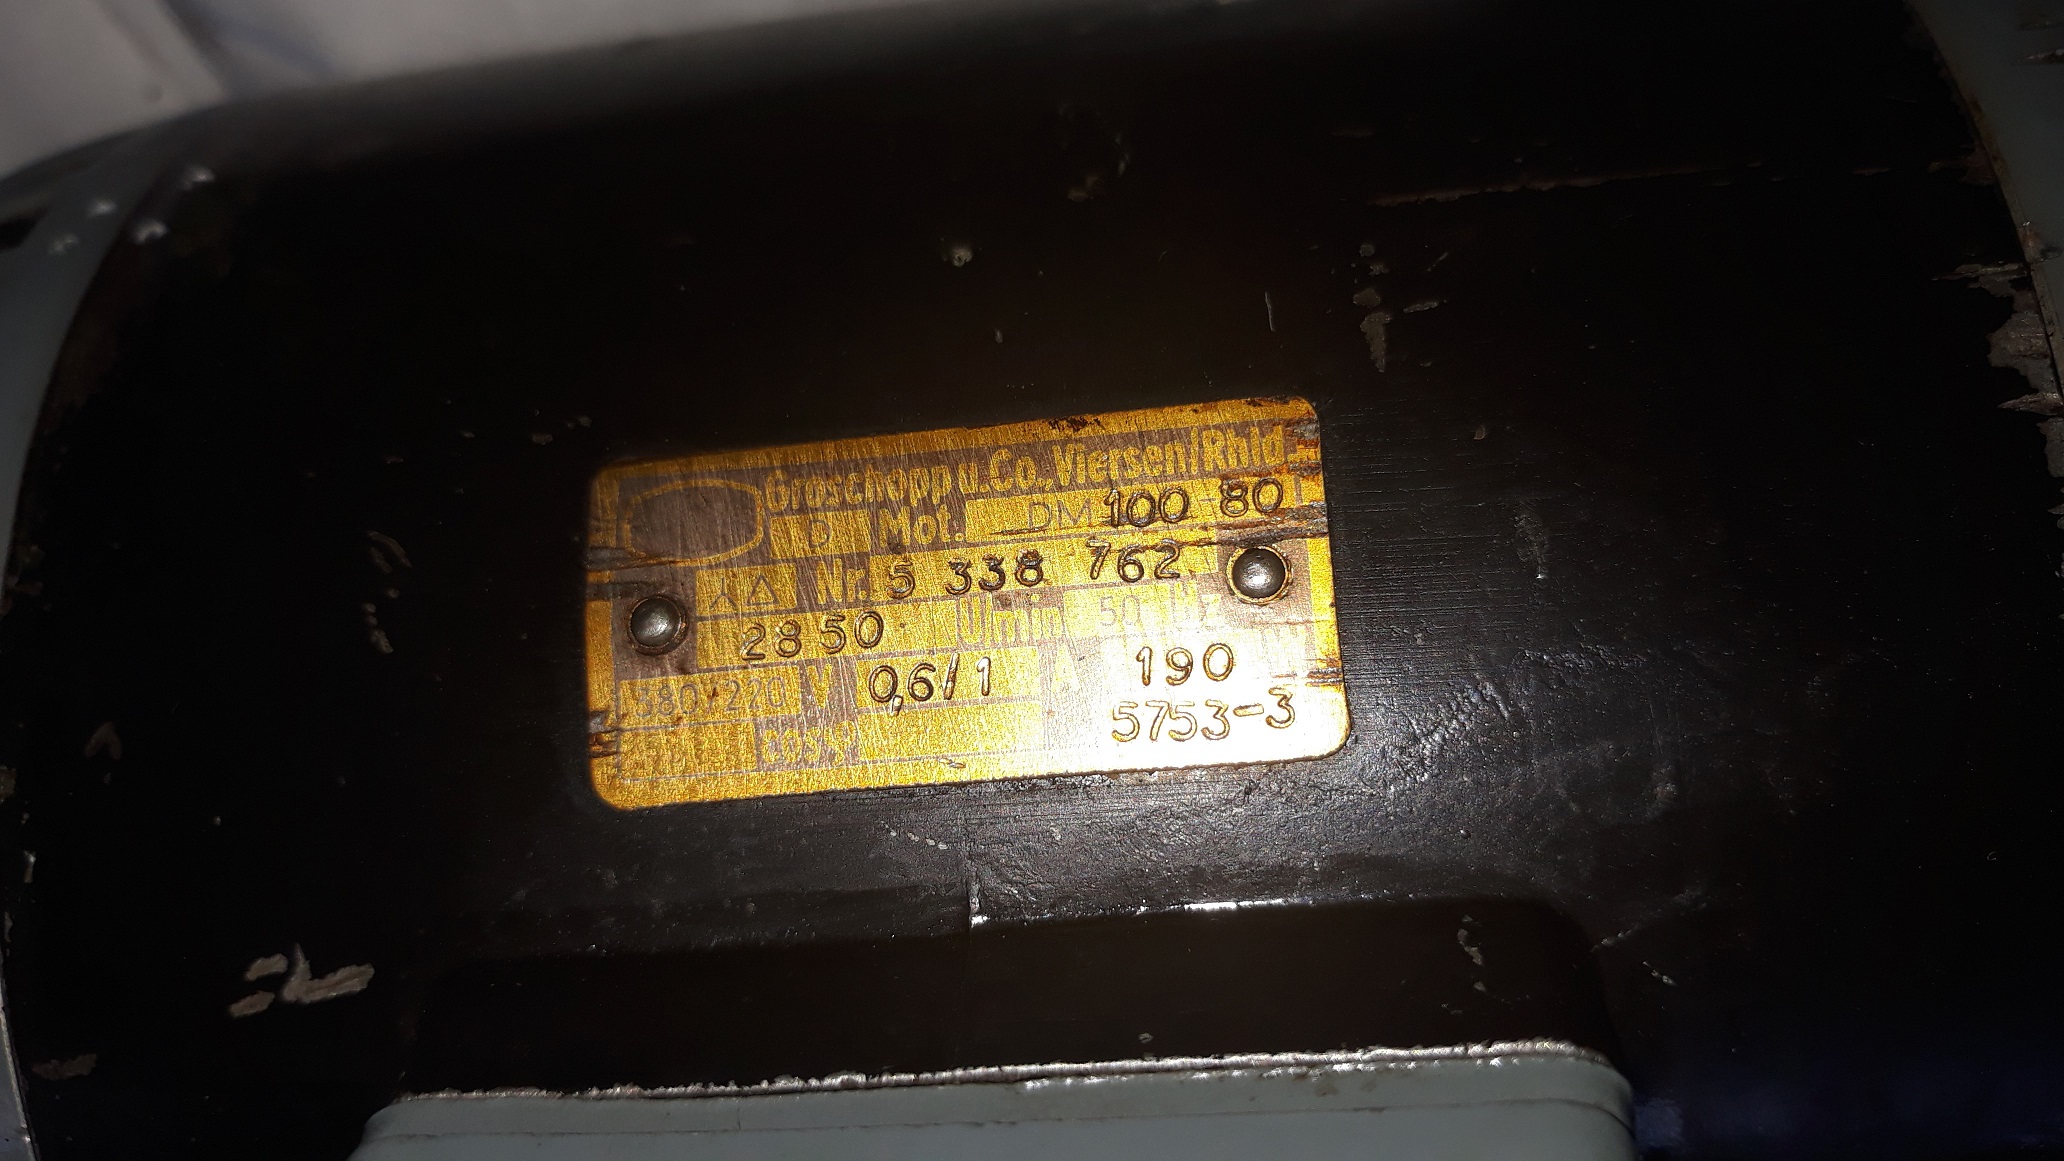 Groschopp u. Co., Viersen/Rhld
D Mot. DM 100-80
Nr. 5 338 762
2850 U/min 50 Hz
380/220 V 0,6/1 A 190 W
cosφ 5753-3